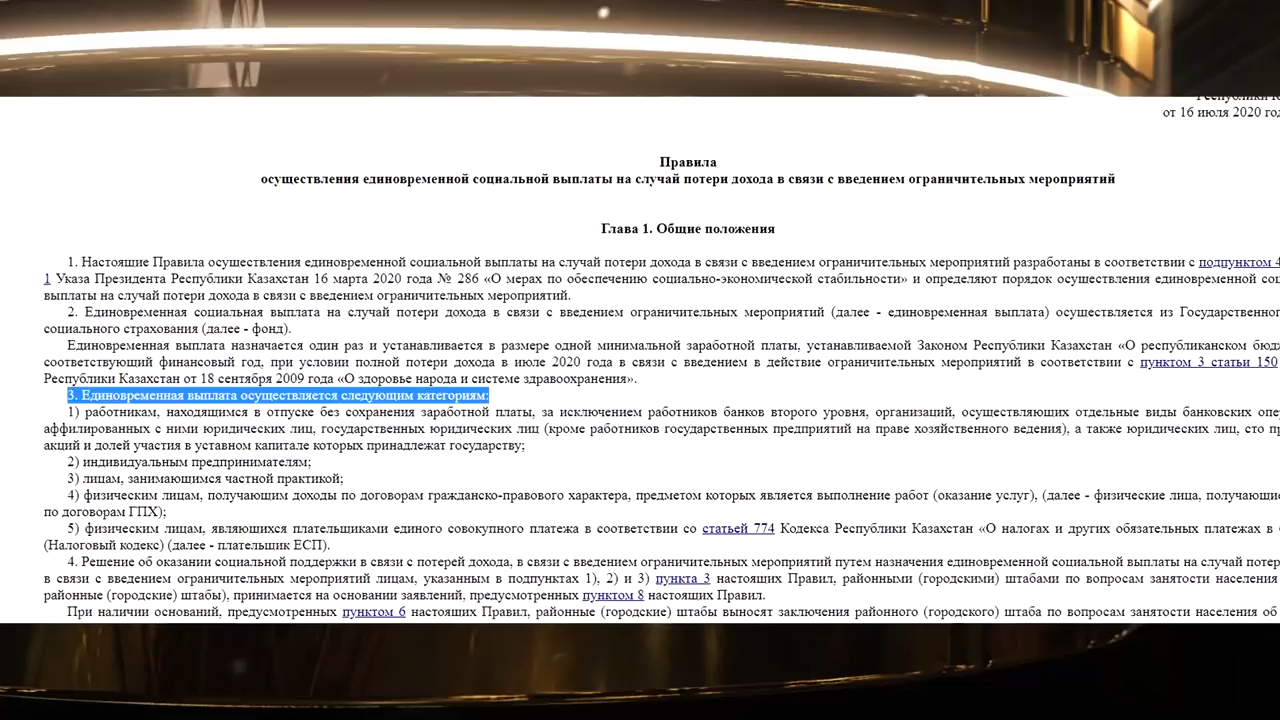 от 16 июля 2020
Правила
осуществления единовременной социальной выплаты на случай потери дохода в связи с введением ограничительных мероприятий
Глава 1. Общие положения
1. Настоящие Правила осуществления единовременной социальной выплаты на случай потери дохода в связи с введением ограничительных мероприятий разработаны в соответствии с подпунктом 4
1 Указа Президента Республики Казахстан 16 марта 2020 года № 286 «О мерах по обеспечению социально-экономической стабильности» и определяют порядок осуществления единовременной
выплаты на случай потери дохода в связи с введением ограничительных мероприятий.
2. Единовременная социальная выплата на случай потери дохода в связи с введением ограничительных мероприятий (далее - единовременная выплата) осуществляется из
социального страхования (далее - фонд).
Единовременная выплата назначается один раз и устанавливается в размере одной минимальной заработной платы, устанавливаемой Законом Республики Казахстан «О республиканском
соответствующий финансовый год, при условии полной потери дохода в июле 2020 года в связи с введением в действие ограничительных мероприятий в соответствии с пунктом 3 статьи 150
Республики Казахстан от 18 сентября 2009 года «О здоровье народа и системе здравоохранения».
3. Единовременная выплата осуществляется следующим категориям:
1) работникам, находящимся в отпуске без сохранения заработной платы, за исключением работников банков второго уровня, организаций, осуществляющих отдельные виды банковских
аффилированных с ними юридических лиц, государственных юридических лиц (кроме работников государственных предприятий на праве хозяйственного ведения), а также юридических лиц, сто
акций и долей участия в уставном капитале которых принадлежат государству;
2) индивидуальным предпринимателям;
3) лицам, занимающимся частной практикой;
4) физическим лицам, получающим доходы по договорам гражданско-правового характера, предметом которых является выполнение работ (оказание услуг), (далее - физические лица,
по договорам ГПХ);
5) физическим лицам, являющихся плательщиками единого совокупного платежа в соответствии со статьей 774 Кодекса Республики Казахстан «О налогах и других обязательных платежах в
(Налоговый кодекс) (далее - плательщик ЕСП).
4. Решение об оказании социальной поддержки в связи с потерей дохода, в связи с введением ограничительных мероприятий путем назначения единовременной социальной выплаты на случай
в связи с введением ограничительных мероприятий лицам, указанным в подпунктах 1), 2) и 3) пункта 3 настоящих Правил, районными (городскими) штабами по вопросам занятости населения
районные (городские) штабы), принимается на основании заявлений, предусмотренных пунктом 8 настоящих Правил.
При наличии оснований, предусмотренных пунктом 6 настоящих Правил, районные (городские) штабы выносят заключения районного (городского) штаба по вопросам занятости населения об